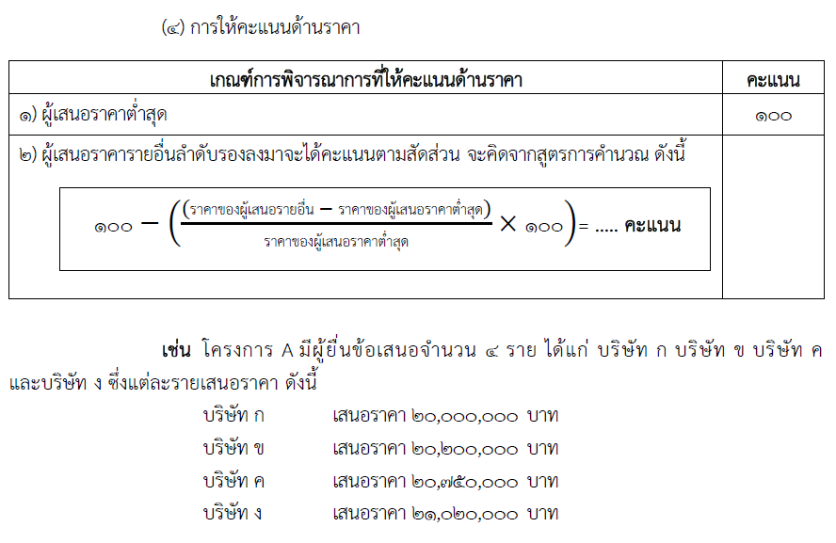 (๔) การให้คะแนนด้านราคา
เกณฑ์การพิจารณาการที่ให้คะแนนด้านราคา คะแนน
๑) ผู้เสนอราคาต่ำสุด ๑๐๐
๒) ผู้เสนอราคารายอื่นลำดับรองลงมาจะได้คะแนนตามสัดส่วน จะคิดจากสูตรการคำนวณ ดังนี้
๑๐๐ − ((ราคาของผู้เสนอรายอื่น − ราคาของผู้เสนอราคาต่ำสุด) / ราคาของผู้เสนอราคาต่ำสุด × ๑๐๐) = ..... คะแนน
เช่น โครงการ A มีผู้ยื่นข้อเสนอจำนวน ๔ ราย ได้แก่ บริษัท ก บริษัท ข บริษัท ค
และบริษัท ง ซึ่งแต่ละรายเสนอราคา ดังนี้
บริษัท ก เสนอราคา ๒๐,๐๐๐,๐๐๐ บาท
บริษัท ข เสนอราคา ๒๐,๒๐๐,๐๐๐ บาท
บริษัท ค เสนอราคา ๒๐,๗๕๐,๐๐๐ บาท
บริษัท ง เสนอราคา ๒๑,๐๒๐,๐๐๐ บาท